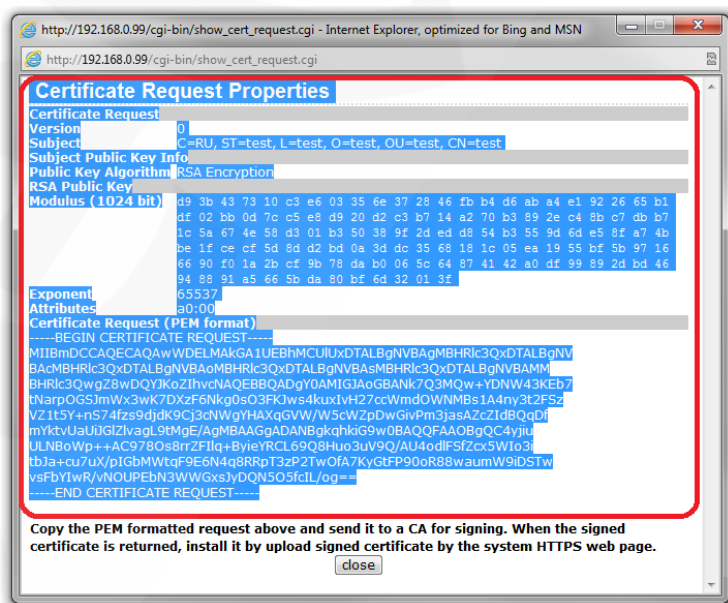 http://192.168.0.99/cgi-bin/show_cert_request.cgi - Internet Explorer, optimized for Bing and MSN
http://192.168.0.99/cgi-bin/show_cert_request.cgi
Certificate Request Properties
Certificate Request
Version 0
Subject C=RU, ST=test, L=test, O=test, OU=test, CN=test
Subject Public Key Info
Public Key Algorithm RSA Encryption
RSA Public Key
Modulus (1024 bit) d9 3b 43 73 10 c3 e6 03 35 6e 37 28 46 fb b4 d6 ab a4 e1 92 26 65 b1
df 02 bb 0d 7c c5 e8 d9 20 d2 c3 b7 14 a2 70 b3 89 2e c4 8b c7 db b7
1c 5a 67 4e 58 d3 01 b3 50 38 9f 2d ed d8 54 b3 55 9d 6d e5 8f a7 4b
be 1f ce cf 5d 8d d2 bd 0a 3d dc 35 68 18 1c 05 ea 19 55 bf 5b 97 16
66 90 f0 1a 2b cf 9b 78 da b0 06 5c 64 87 41 42 a0 df 99 89 2d bd 46
94 88 91 a5 66 5b da 80 bf 6d 32 01 3f
Exponent 65537
Attributes a0:00
Certificate Request (PEM format)
-----BEGIN CERTIFICATE REQUEST-----
MIIBmDCCAQECAQAwWDELMAkGA1UEBhMCUlUxDTALBgNVBAgMBHRlc3QxDTALBgNV
BAcMBHRlc3QxDTALBgNVBAoMBHRlc3QxDTALBgNVBAsMBHRlc3QxDTALBgNVBAMM
BHRlc3QwgZ8wDQYJKoZIhvcNAQEBBQADgY0AMIGJAoGBANk7Q3MQw+YDNW43KEb7
tNarpOGSJmWx3wK7DXzF6Nkg0sO3FKJws4kuxIvH27ccWmdOWNMBs1A4ny3t2FSz
VZ1t5Y+nS74fzs9djdK9Cj3cNWgYHAXqGVW/W5cWZpDwGivPm3jasAZcZIdBQqDf
mYktvUaUiJGlZlvagL9tMgE/AgMBAAGgADANBgkqhkiG9w0BAQQFAAOBgQC4yjiu
ULNBoWp++AC978Os8rrZFIlq+ByieYRCL69Q8Huo3uV9Q/AU4odlFSfZcx5WIo3i
tbJa+cu7uX/pIGbMWtqF9E6N4q8RRpT3zP2TwOfA7KyGtFP90oR88waumW9iDSTw
vsFbYIwR/vNOUPEbN3WWGxsJyDQN5O5fcIL/og==
-----END CERTIFICATE REQUEST-----
Copy the PEM formatted request above and send it to a CA for signing. When the signed
certificate is returned, install it by upload signed certificate by the system HTTPS web page.
close